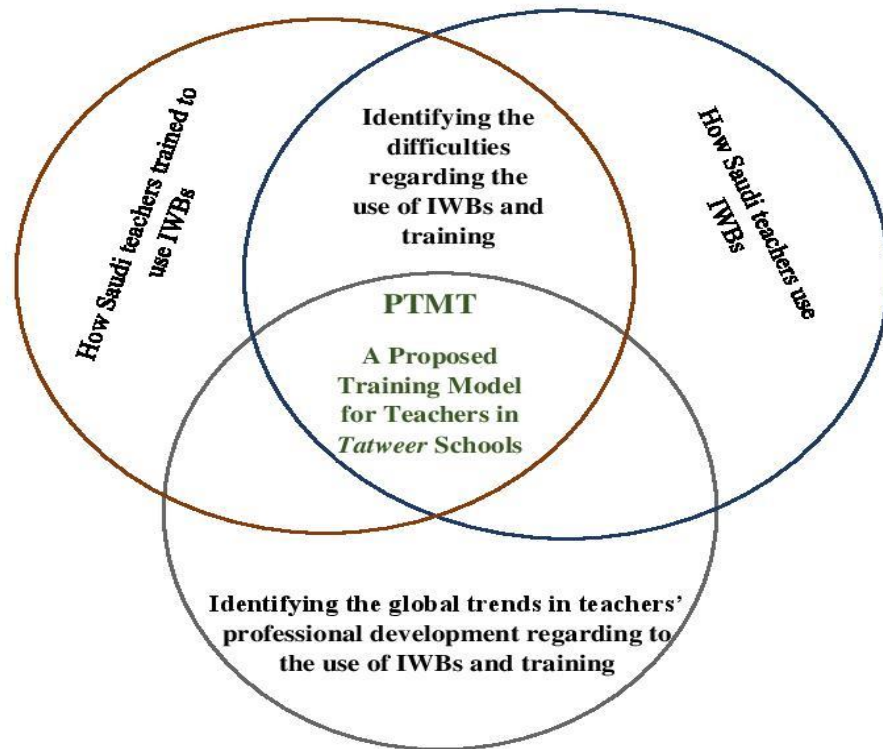 How Saudi teachers trained to
use IWBs
Identifying the
difficulties
regarding the
use of IWBs and
training
How Saudi teachers use
IWBs
PTMT
A Proposed
Training Model
for Teachers in
Tatweer Schools
Identifying the global trends in teachers’
professional development regarding to
the use of IWBs and training